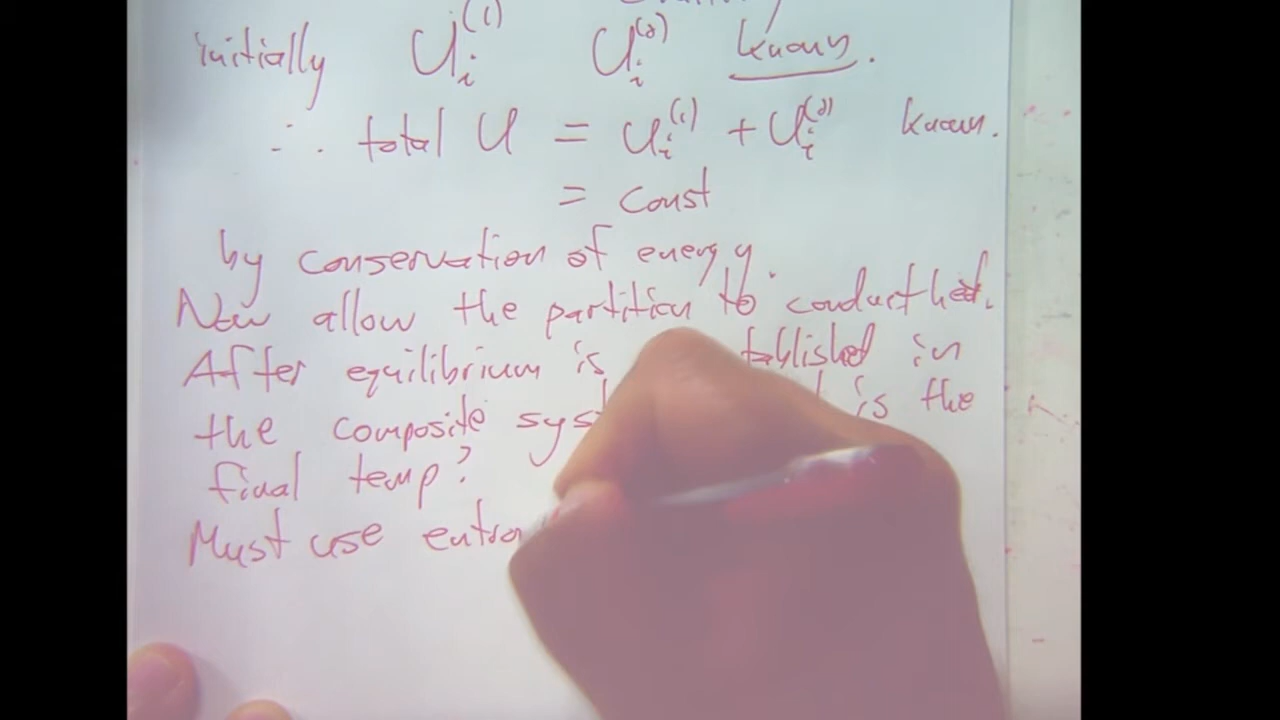 initially U_i^(1) U_i^(2) known.
∴ total U = U_i^(1) + U_i^(2) known.
= const
by conservation of energy.
Now allow the partition to conduct heat.
After equilibrium is in
the composite is the
final temp?
Must use